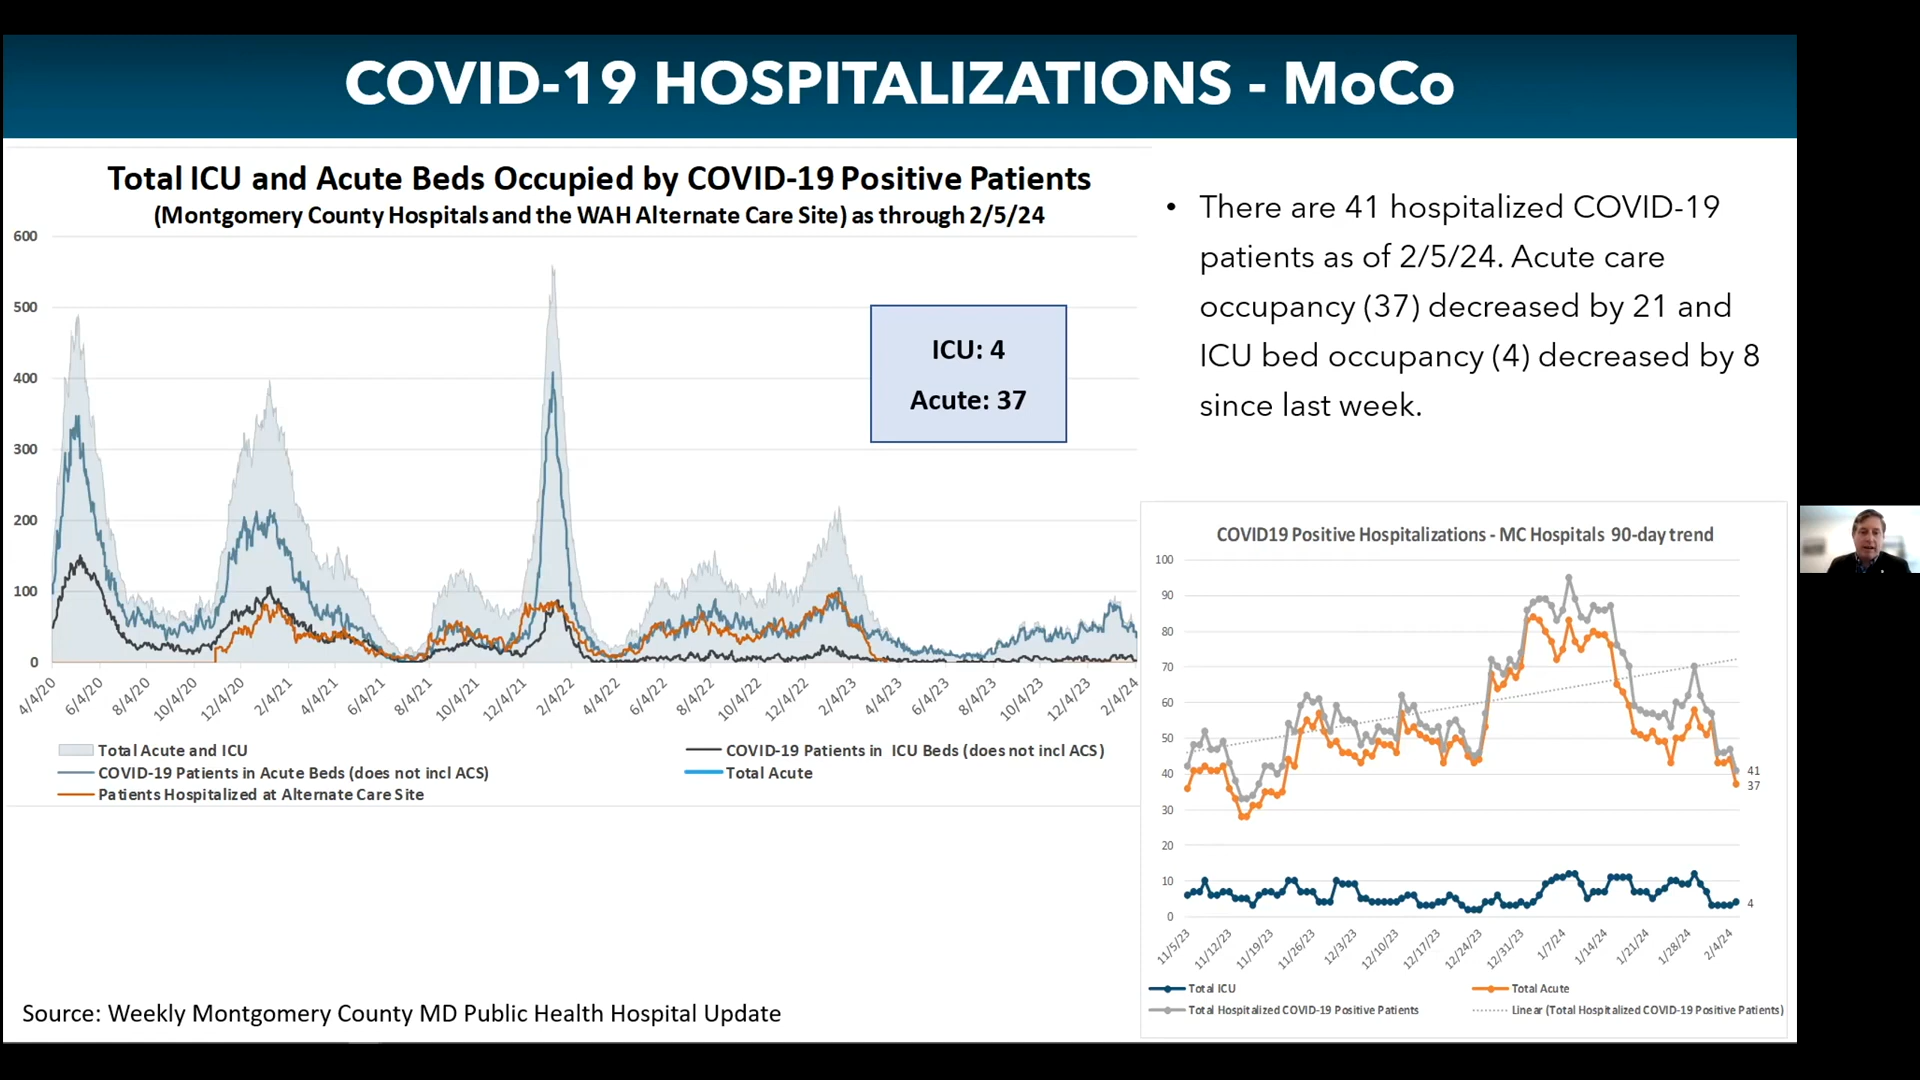 COVID-19 HOSPITALIZATIONS - MoCo
Total ICU and Acute Beds Occupied by COVID-19 Positive Patients
(Montgomery County Hospitals and the WAH Alternate Care Site) as through 2/5/24
600
500
400
300
200
100
0
4/4/20
6/4/20
8/4/20
10/4/20
12/4/20
2/4/21
4/4/21
6/4/21
8/4/21
10/4/21
12/4/21
2/4/22
4/4/22
6/4/22
8/4/22
10/4/22
12/4/22
2/4/23
4/4/23
6/4/23
8/4/23
10/4/23
12/4/23
2/4/24
ICU: 4
Acute: 37
Total Acute and ICU
COVID-19 Patients in ICU Beds (does not incl ACS)
COVID-19 Patients in Acute Beds (does not incl ACS)
Total Acute
Patients Hospitalized at Alternate Care Site
• There are 41 hospitalized COVID-19
patients as of 2/5/24. Acute care
occupancy (37) decreased by 21 and
ICU bed occupancy (4) decreased by 8
since last week.
COVID19 Positive Hospitalizations - MC Hospitals 90-day trend
100
90
80
70
60
50
40
30
20
10
0
41
37
4
11/5/23
11/12/23
11/19/23
11/26/23
12/3/23
12/10/23
12/17/23
12/24/23
12/31/23
1/7/24
1/14/24
1/21/24
1/28/24
2/4/24
Total ICU
Total Acute
Total Hospitalized COVID-19 Positive Patients
Linear (Total Hospitalized COVID-19 Positive Patients)
Source: Weekly Montgomery County MD Public Health Hospital Update